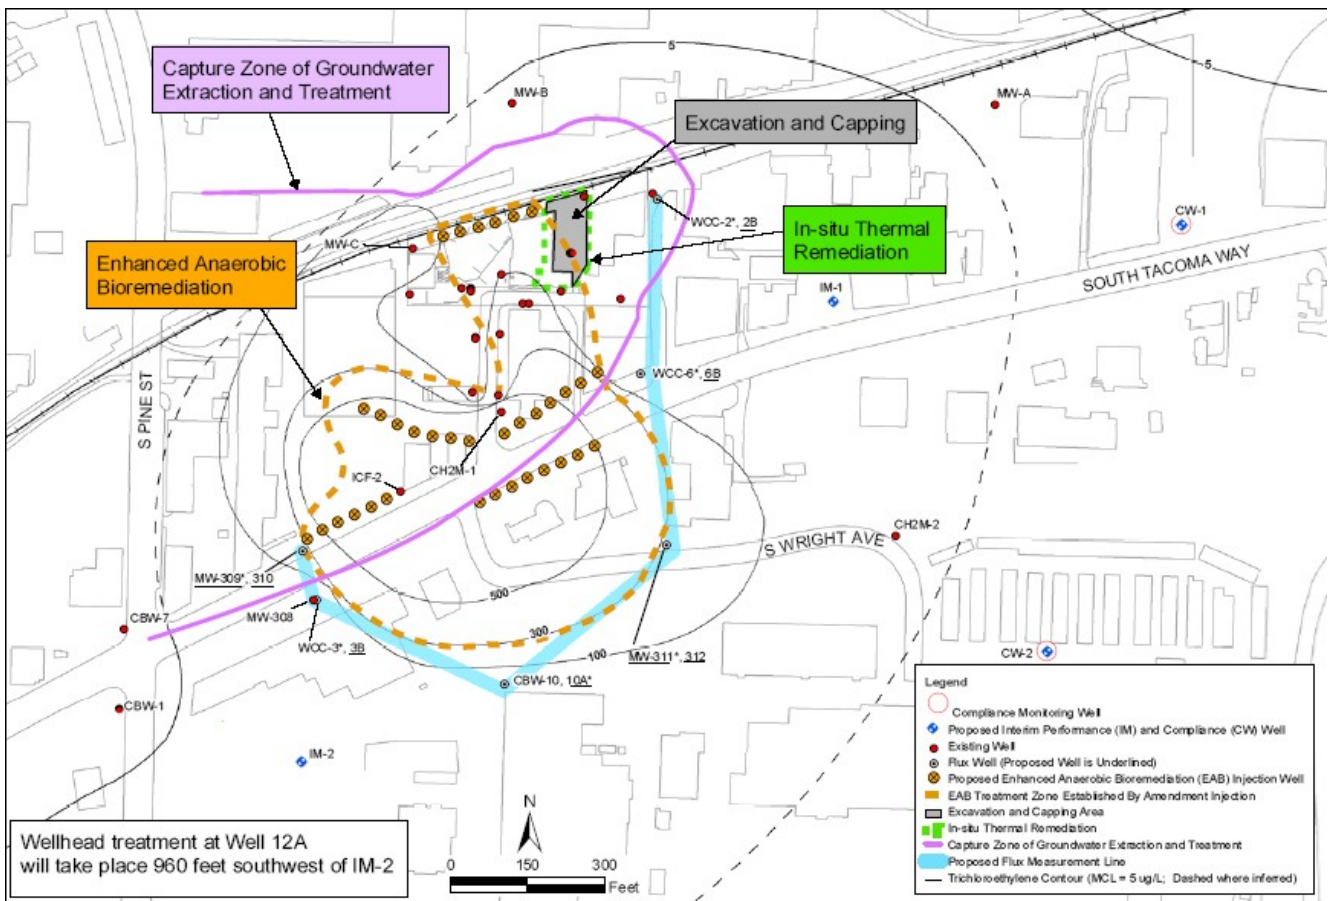 5
5
Capture Zone of Groundwater
Extraction and Treatment
MW-B
MW-A
Excavation and Capping
WCC-2*, 2B
CW-1
In-situ Thermal
Remediation
MW-C
Enhanced Anaerobic
Bioremediation
SOUTH TACOMA WAY
IM-1
S PINE ST
WCC-6*, 6B
CH2M-1
ICF-2
CH2M-2
S WRIGHT AVE
MW-309*, 310
500
MW-308
CBW-7
300
WCC-3*, 3B
100
MW-311*, 312
CW-2
CBW-10, 10A*
CBW-1
IM-2
Legend
Compliance Monitoring Well
Proposed Interim Performance (IM) and Compliance (CW) Well
Existing Well
Flux Well (Proposed Well is Underlined)
Proposed Enhanced Anaerobic Bioremediation (EAB) Injection Well
EAB Treatment Zone Established By Amendment Injection
Excavation and Capping Area
In-situ Thermal Remediation
Capture Zone of Groundwater Extraction and Treatment
Proposed Flux Measurement Line
Trichloroethylene Contour (MCL = 5 ug/L; Dashed where inferred)
N
0 150 300
Feet
Wellhead treatment at Well 12A
will take place 960 feet southwest of IM-2